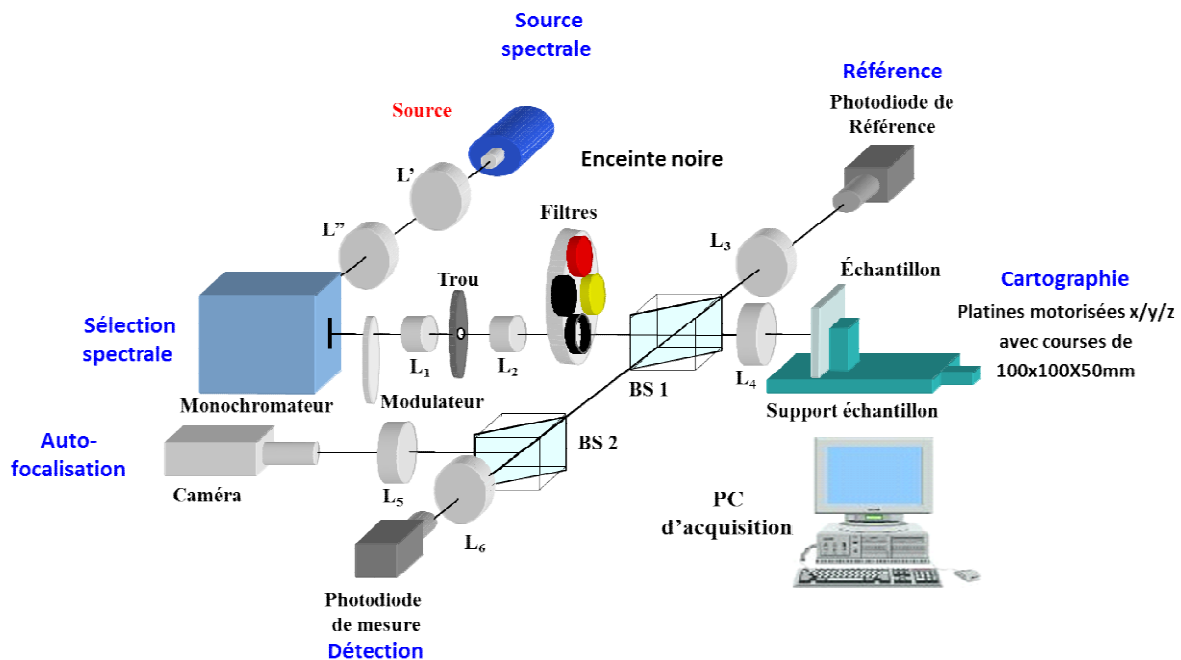 Source
spectrale
Référence
Photodiode de
Référence
Source
Enceinte noire
L’
L”
Filtres
L3
Trou
Échantillon
Cartographie
Platines motorisées x/y/z
avec courses de
100x100X50mm
Sélection
spectrale
L1
L2
L4
Monochromateur
Modulateur
BS 1
Support échantillon
Auto-
focalisation
BS 2
Caméra
L5
L6
PC
d’acquisition
Photodiode
de mesure
Détection